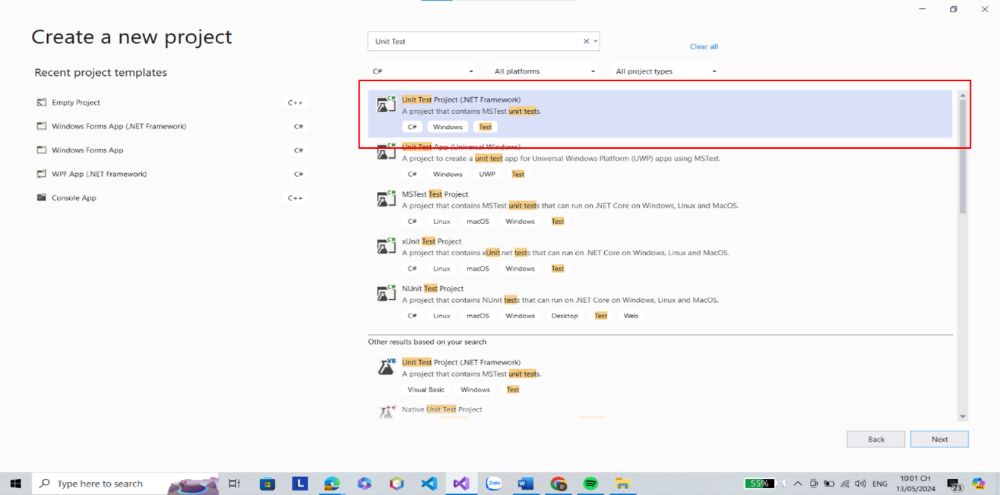 Create a new project
Recent project templates
Empty Project C++
Windows Forms App (.NET Framework) C#
Windows Forms App C#
WPF App (.NET Framework) C#
Console App C++
Unit Test
Clear all
C# All platforms All project types
Unit Test Project (.NET Framework)
A project that contains MSTest unit tests.
C# Windows Test
Unit Test App (Universal Windows)
A project to create a unit test app for Universal Windows Platform (UWP) apps using MSTest.
C# Windows UWP Test
MSTest Test Project
A project that contains MSTest unit tests that can run on .NET Core on Windows, Linux and MacOS.
C# Linux macOS Windows Test
xUnit Test Project
A project that contains xUnit.net tests that can run on .NET Core on Windows, Linux and MacOS.
C# Linux macOS Windows Test
NUnit Test Project
A project that contains NUnit tests that can run on .NET Core on Windows, Linux and MacOS.
C# Linux macOS Windows Desktop Test Web
Other results based on your search
VB
Unit Test Project (.NET Framework)
A project that contains MSTest unit tests.
Visual Basic Windows Test
Native Unit Test Project
Back Next
Type here to search
L
Zalo
55%
ENG
10:01 CH
13/05/2024
23